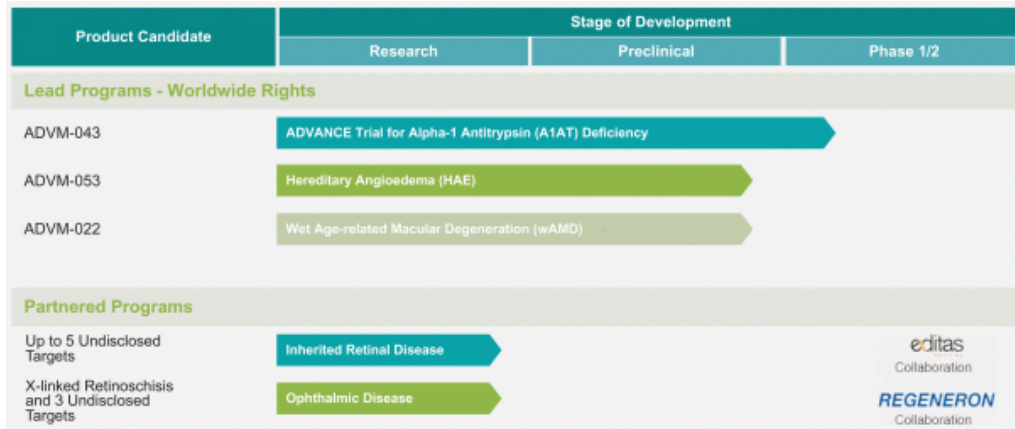 Product Candidate
Stage of Development
Research
Preclinical
Phase 1/2
Lead Programs - Worldwide Rights
ADVM-043
ADVANCE Trial for Alpha-1 Antitrypsin (A1AT) Deficiency
ADVM-053
Hereditary Angioedema (HAE)
ADVM-022
Wet Age-related Macular Degeneration (wAMD)
Partnered Programs
Up to 5 Undisclosed
Targets
Inherited Retinal Disease
editas
Collaboration
X-linked Retinoschisis
and 3 Undisclosed
Targets
Ophthalmic Disease
REGENERON
Collaboration